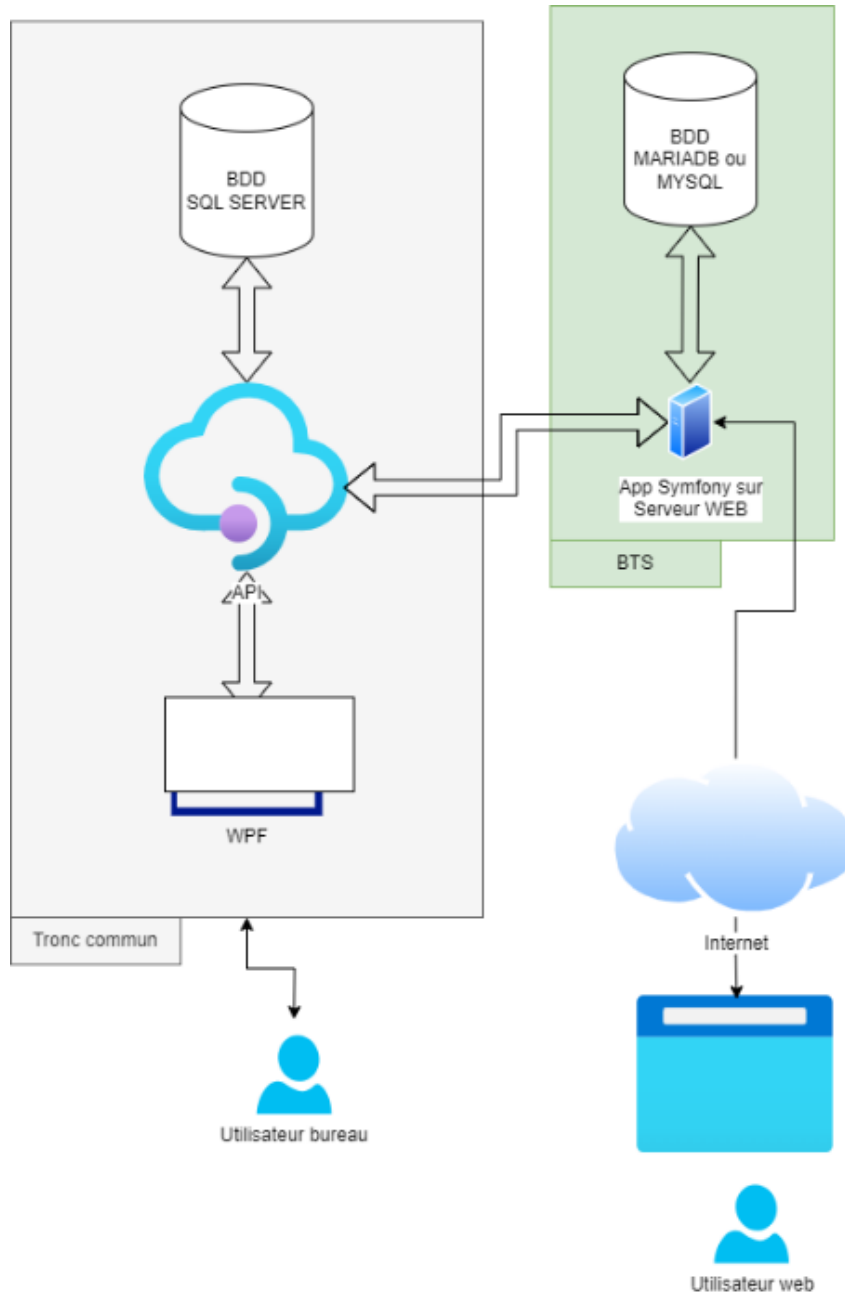 BDD
SQL SERVER
BDD
MARIADB ou
MYSQL
App Symfony sur
Serveur WEB
BTS
API
WPF
Tronc commun
Internet
Utilisateur bureau
Utilisateur web